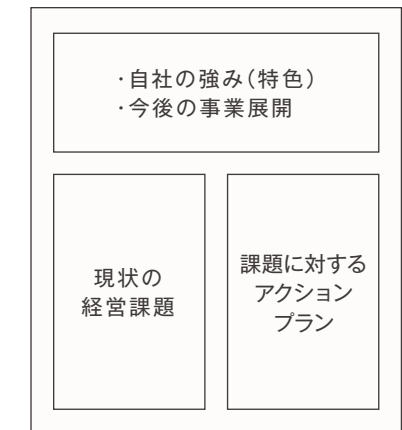 ・自社の強み（特色）
・今後の事業展開
現状の
経営課題
課題に対する
アクション
プラン